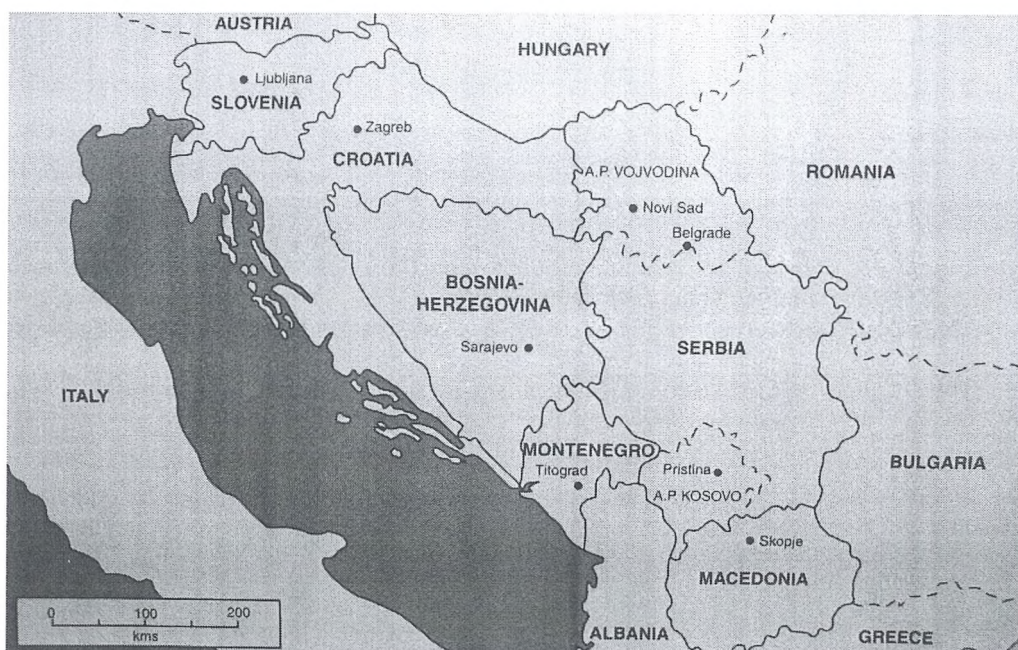 AUSTRIA
HUNGARY
Ljubljana
SLOVENIA
Zagreb
CROATIA
A.P. VOJVODINA
ROMANIA
Novi Sad
Belgrade
BOSNIA-
HERZEGOVINA
Sarajevo
SERBIA
ITALY
MONTENEGRO
Titograd
Pristina
A.P. KOSOVO
BULGARIA
Skopje
MACEDONIA
0 100 200
kms
ALBANIA
GREECE